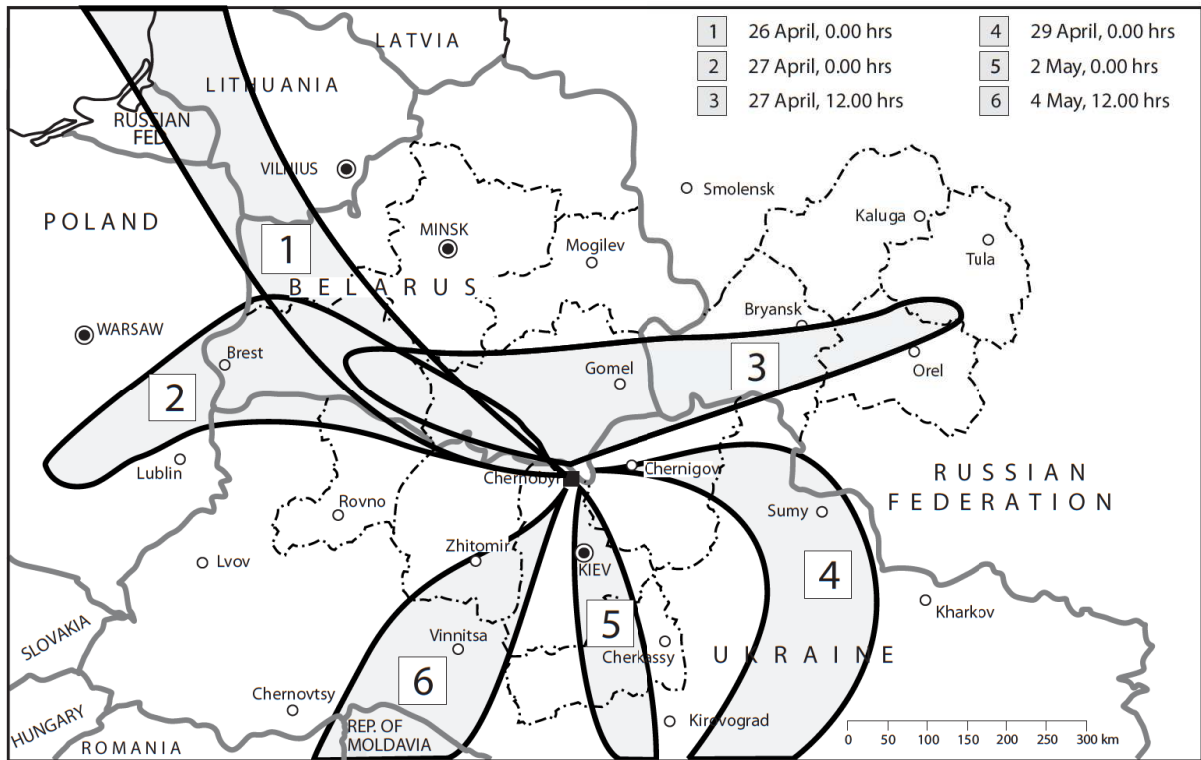 LATVIA
1 26 April, 0.00 hrs
2 27 April, 0.00 hrs
3 27 April, 12.00 hrs
4 29 April, 0.00 hrs
5 2 May, 0.00 hrs
6 4 May, 12.00 hrs
LITHUANIA
RUSSIAN
FED
VILNIUS
Smolensk
POLAND
Kaluga
MINSK
Mogilev
Tula
1
BELARUS
Bryansk
WARSAW
Brest
Gomel
3
Orel
2
Lublin
Chernobyl
Chernigov
RUSSIAN
FEDERATION
Rovno
Sumy
Zhitomir
Lvov
KIEV
4
Kharkov
SLOVAKIA
Vinnitsa
5
Cherkassy
UKRAINE
6
Chernovtsy
HUNGARY
Kirovograd
REP. OF
MOLDAVIA
ROMANIA
0 50 100 150 200 250 300 km